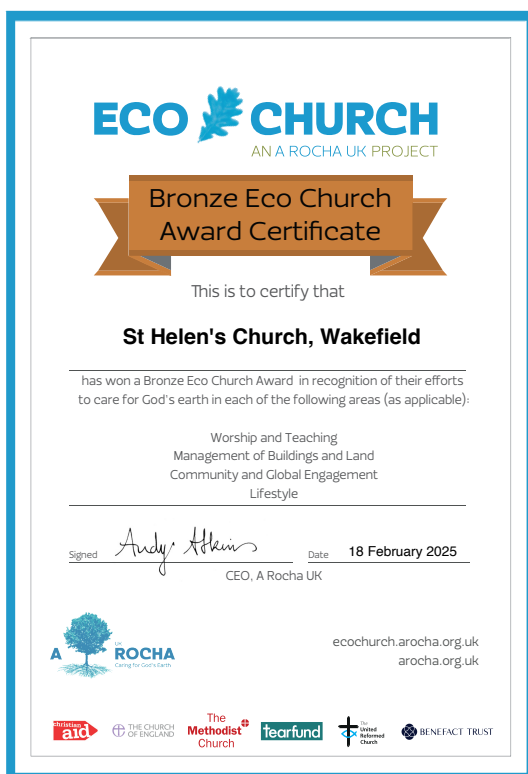 ECO CHURCH
AN A ROCHA UK PROJECT
Bronze Eco Church
Award Certificate
This is to certify that
St Helen's Church, Wakefield
has won a Bronze Eco Church Award in recognition of their efforts
to care for God's earth in each of the following areas (as applicable):
Worship and Teaching
Management of Buildings and Land
Community and Global Engagement
Lifestyle
Signed Andy Atkins Date 18 February 2025
CEO, A Rocha UK
ecochurch.arocha.org.uk
arocha.org.uk
UK
A ROCHA
Caring for God's Earth
christian
aid
THE CHURCH
OF ENGLAND
The
Methodist
Church
tearfund
The
United
Reformed
Church
BENEFACT TRUST